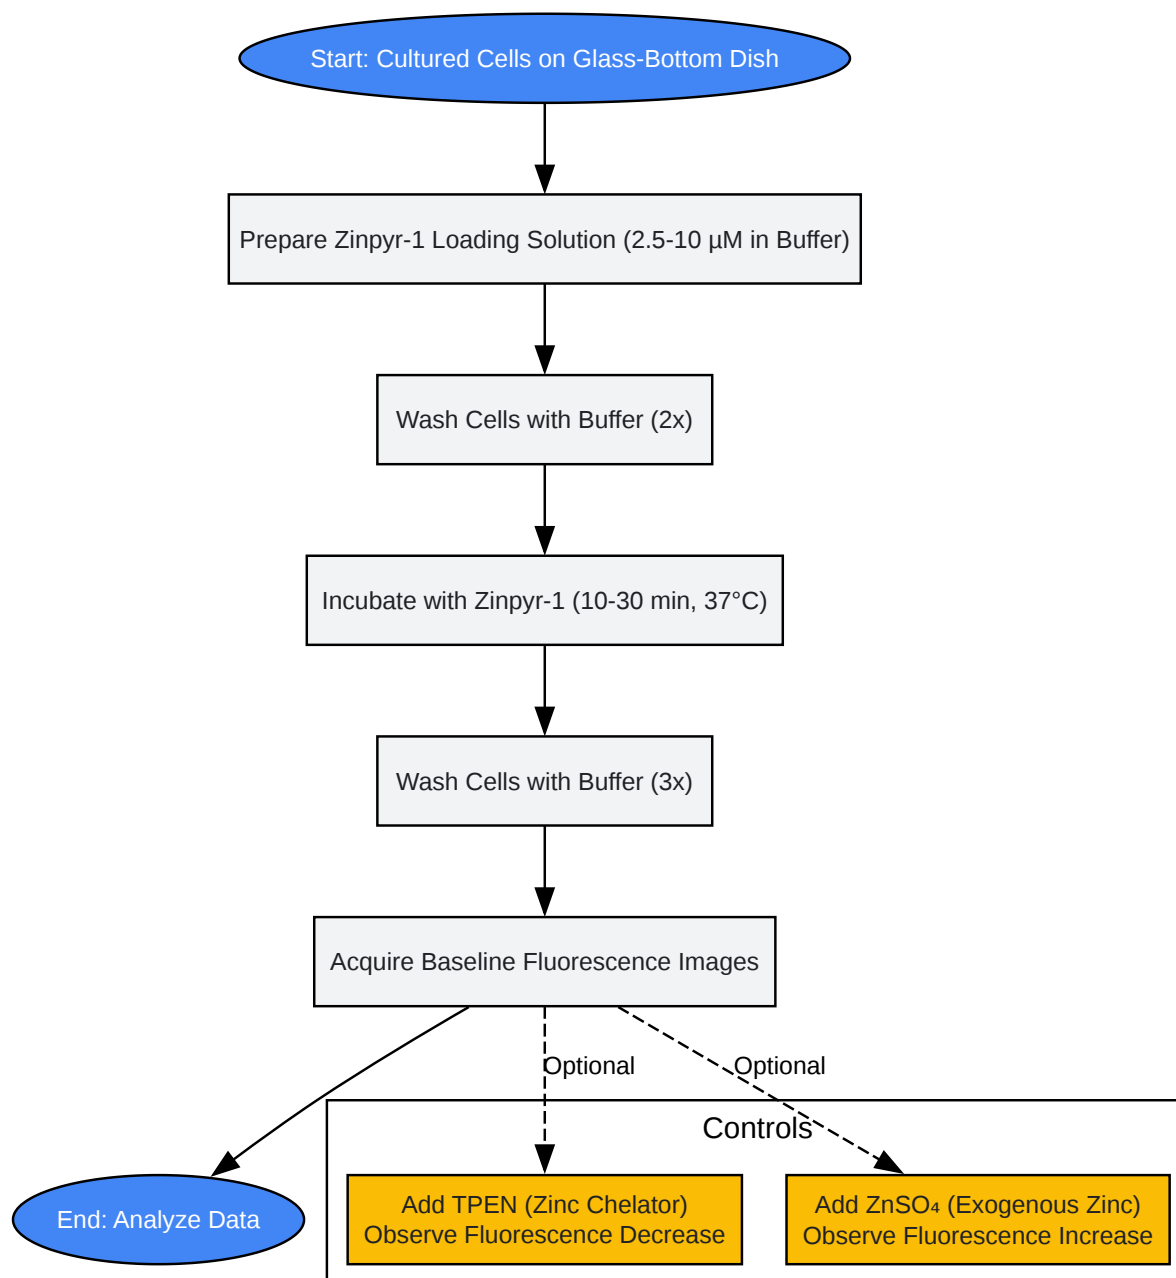 Start: Cultured Cells on Glass-Bottom Dish
Prepare Zinpyr-1 Loading Solution (2.5-10 µM in Buffer)
Wash Cells with Buffer (2x)
Incubate with Zinpyr-1 (10-30 min, 37°C)
Wash Cells with Buffer (3x)
Acquire Baseline Fluorescence Images
Optional
Optional
Controls
End: Analyze Data
Add TPEN (Zinc Chelator)
Observe Fluorescence Decrease
Add ZnSO₄ (Exogenous Zinc)
Observe Fluorescence Increase